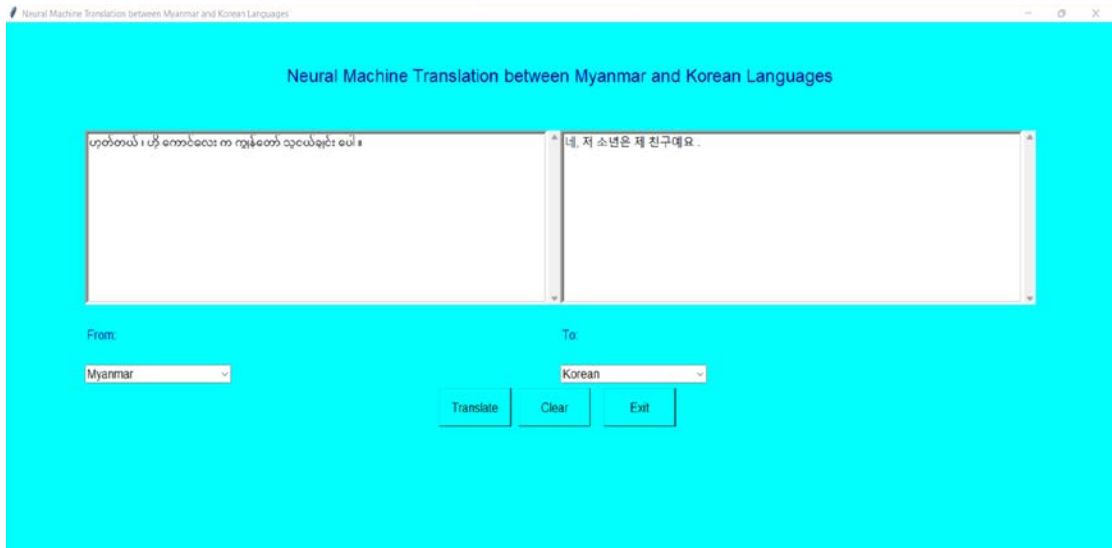 Neural Machine Translation between Myanmar and Korean Languages
Neural Machine Translation between Myanmar and Korean Languages
ဟုတ်တယ် ၊ ဟို ကောင်လေး က ကျွန်တော် သူငယ်ချင်း ပေါ့ ။
네, 저 소년은 제 친구예요 .
From:
To:
Myanmar
Korean
Translate
Clear
Exit